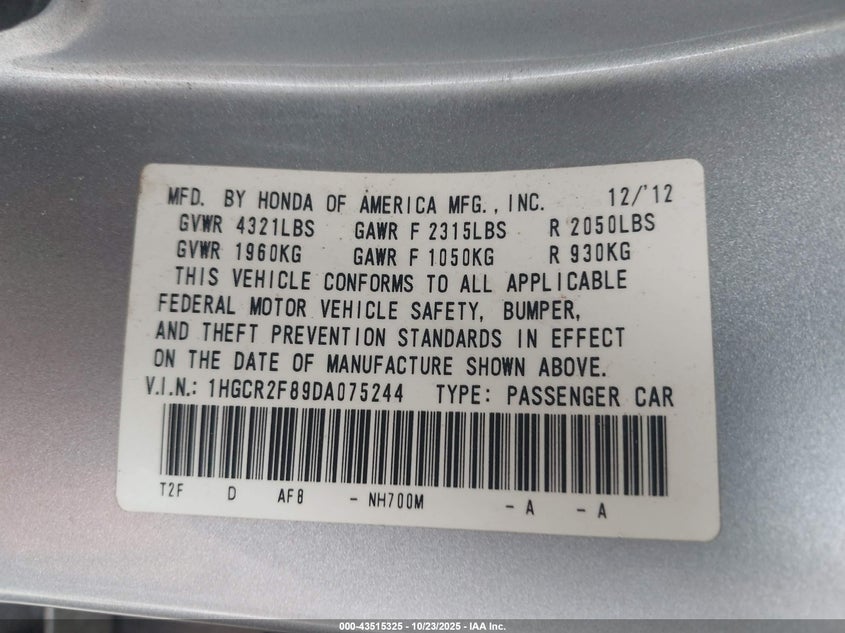 MFD. BY HONDA OF AMERICA MFG., INC. 12/'12
GVWR 4321LBS GAWR F 2315LBS R 2050LBS
GVWR 1960KG GAWR F 1050KG R 930KG
THIS VEHICLE CONFORMS TO ALL APPLICABLE
FEDERAL MOTOR VEHICLE SAFETY, BUMPER,
AND THEFT PREVENTION STANDARDS IN EFFECT
ON THE DATE OF MANUFACTURE SHOWN ABOVE.
V.I.N.: 1HGCR2F89DA075244 TYPE: PASSENGER CAR
T2F D AF8 - NH700M - A - A
000-43515325 | 10/23/2025 - IAA Inc.